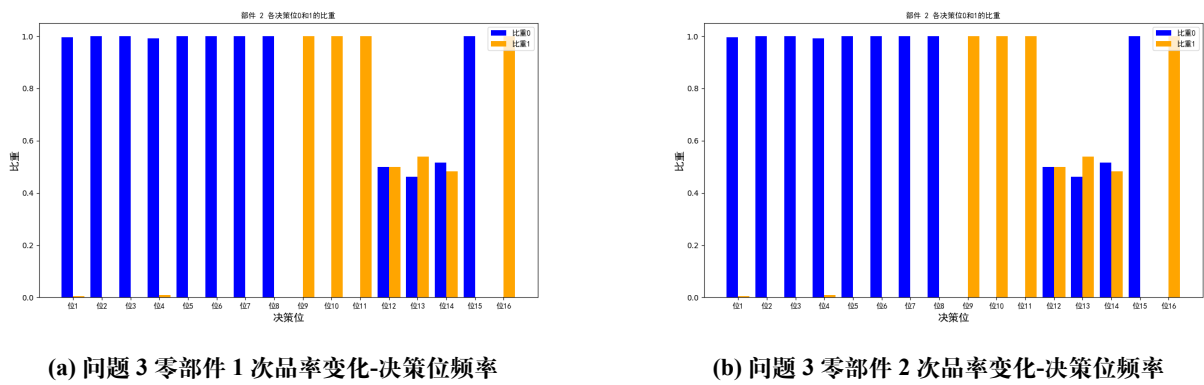 部件 2 各决策位0和1的比重
比重0
比重1
比重
1.0
0.8
0.6
0.4
0.2
0.0
位1 位2 位3 位4 位5 位6 位7 位8 位9 位10 位11 位12 位13 位14 位15 位16
决策位
(a) 问题 3 零部件 1 次品率变化-决策位频率
部件 2 各决策位0和1的比重
比重0
比重1
比重
1.0
0.8
0.6
0.4
0.2
0.0
位1 位2 位3 位4 位5 位6 位7 位8 位9 位10 位11 位12 位13 位14 位15 位16
决策位
(b) 问题 3 零部件 2 次品率变化-决策位频率